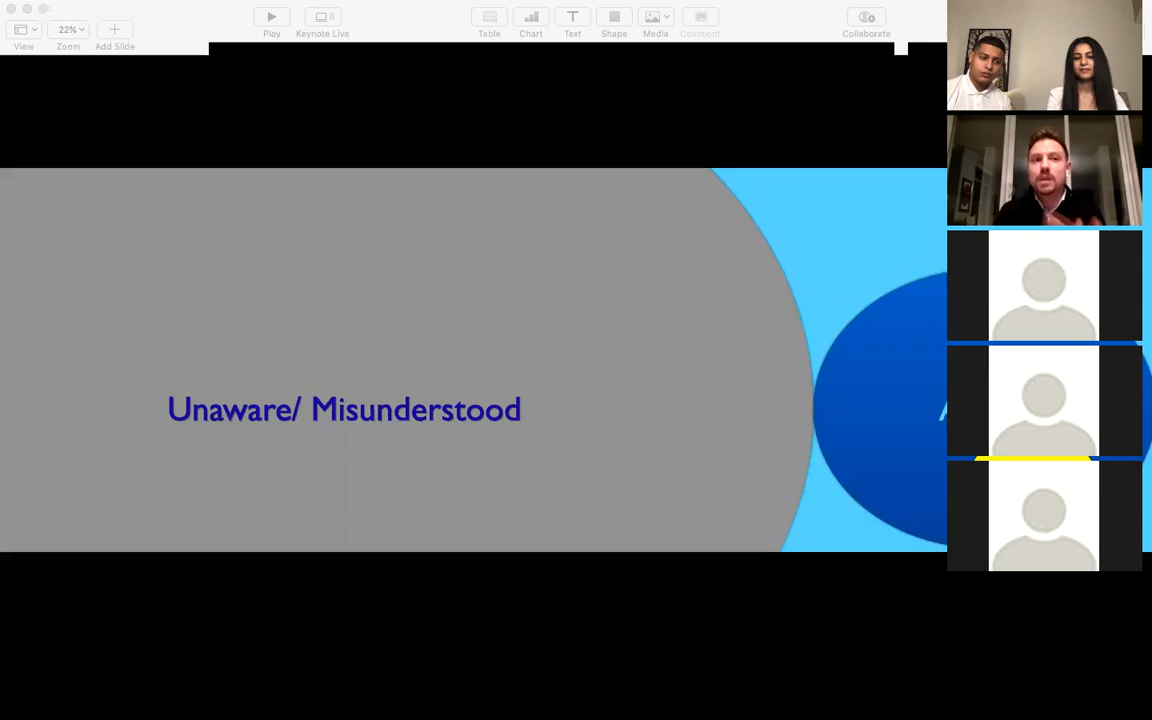 22%
View
Zoom
Add Slide
Play
Keynote Live
Table
Chart
Text
Shape
Media
Comment
Collaborate
Unaware/ Misunderstood